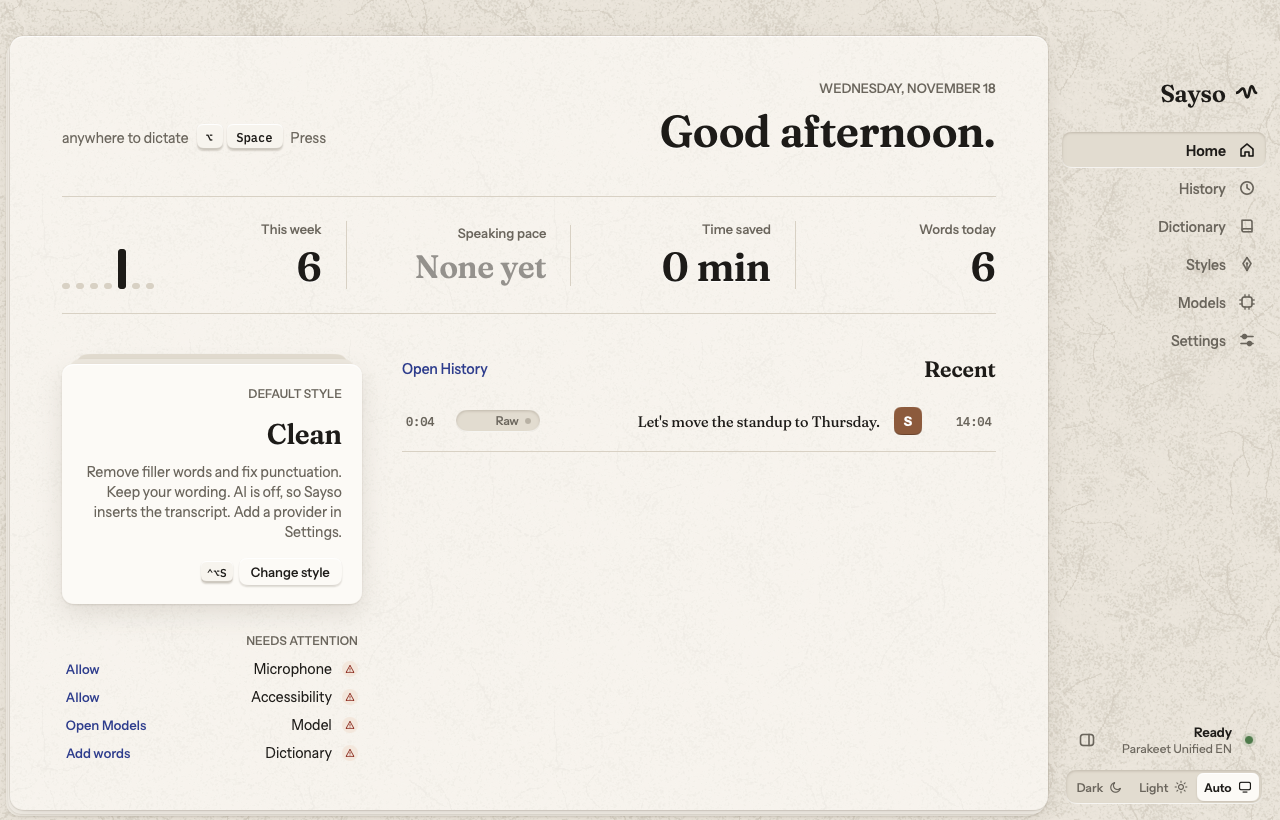 Sayso
Home
History
Dictionary
Styles
Models
Settings
Ready
Parakeet Unified EN
Auto
Light
Dark
WEDNESDAY, NOVEMBER 18
Good afternoon.
Press ⌥ Space anywhere to dictate
Words today
6
Time saved
0 min
Speaking pace
None yet
This week
6
Recent
Open History
14:04 S Let's move the standup to Thursday. Raw 0:04
DEFAULT STYLE
Clean
Remove filler words and fix punctuation.
Keep your wording. AI is off, so Sayso
inserts the transcript. Add a provider in
Settings.
Change style ^⌥S
NEEDS ATTENTION
Microphone Allow
Accessibility Allow
Model Open Models
Dictionary Add words